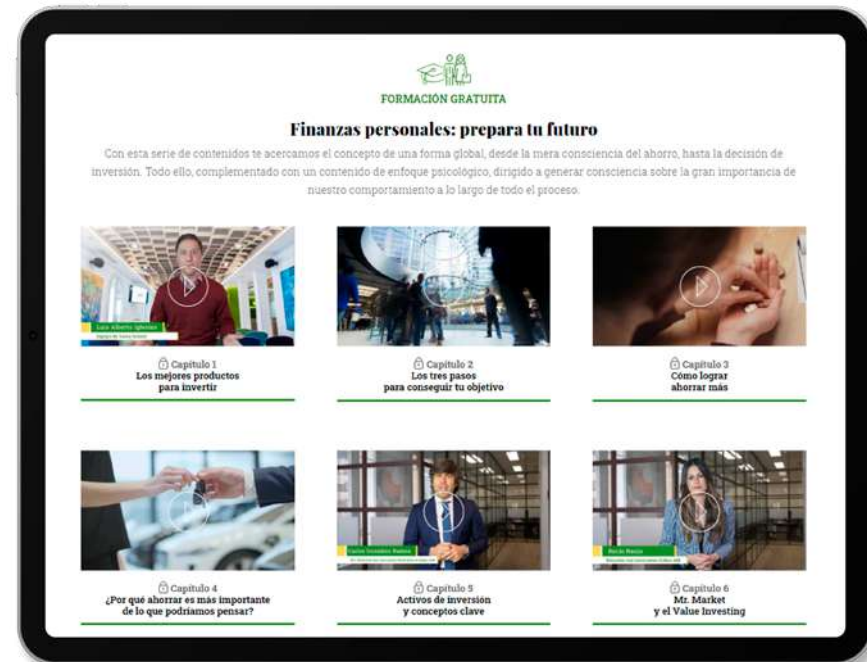 FORMACIÓN GRATUITA
Finanzas personales: prepara tu futuro
Con esta serie de contenidos te acercamos el concepto de una forma global, desde la mera consciencia del ahorro, hasta la decisión de
inversión. Todo ello, complementado con un contenido de enfoque psicológico, dirigido a generar consciencia sobre la gran importancia de
nuestro comportamiento a lo largo de todo el proceso.
Luis Alberto Iglesias
Capítulo 1
Los mejores productos
para invertir
Capítulo 2
Los tres pasos
para conseguir tu objetivo
Capítulo 3
Cómo lograr
ahorrar más
Capítulo 4
¿Por qué ahorrar es más importante
de lo que podríamos pensar?
Carlos González Ramos
Capítulo 5
Activos de inversión
y conceptos clave
Capítulo 6
Mr. Market
y el Value Investing